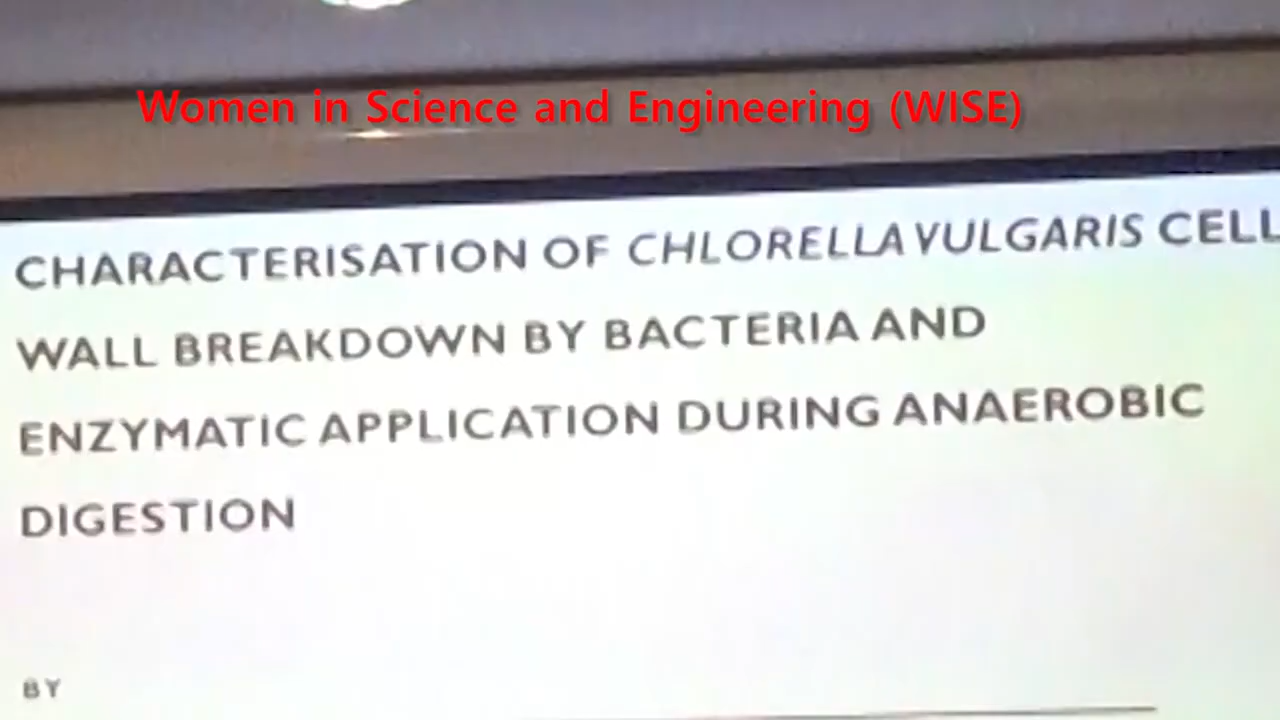 Women in Science and Engineering (WISE)
CHARACTERISATION OF CHLORELLA VULGARIS CELL
WALL BREAKDOWN BY BACTERIA AND
ENZYMATIC APPLICATION DURING ANAEROBIC
DIGESTION
BY